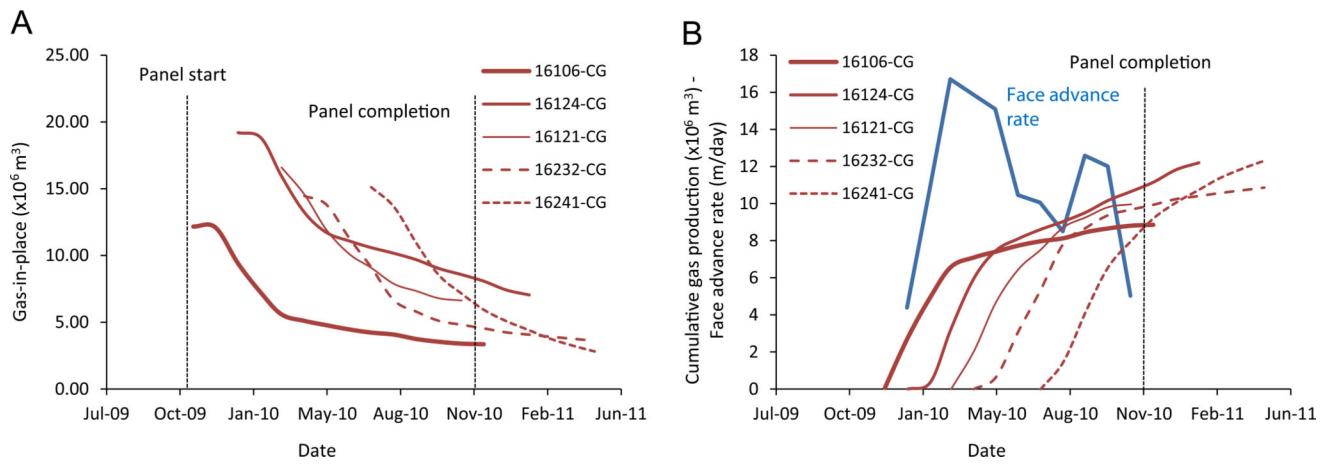 A
25.00
20.00
15.00
10.00
5.00
0.00
Gas-in-place (x10⁶ m³)
Panel start
Panel completion
16106-CG
16124-CG
16121-CG
16232-CG
16241-CG
Jul-09 Oct-09 Jan-10 May-10 Aug-10 Nov-10 Feb-11 Jun-11
Date
B
18
16
14
12
10
8
6
4
2
0
Cumulative gas production (x10⁶ m³) -
Face advance rate (m/day)
16106-CG
16124-CG
16121-CG
16232-CG
16241-CG
Face advance
rate
Panel completion
Jul-09 Oct-09 Jan-10 May-10 Aug-10 Nov-10 Feb-11 Jun-11
Date